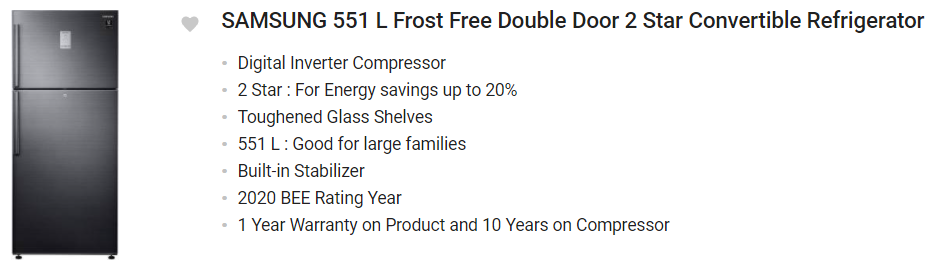 SAMSUNG 551 L Frost Free Double Door 2 Star Convertible Refrigerator
Digital Inverter Compressor
2 Star : For Energy savings up to 20%
Toughened Glass Shelves
551 L : Good for large families
Built-in Stabilizer
2020 BEE Rating Year
1 Year Warranty on Product and 10 Years on Compressor